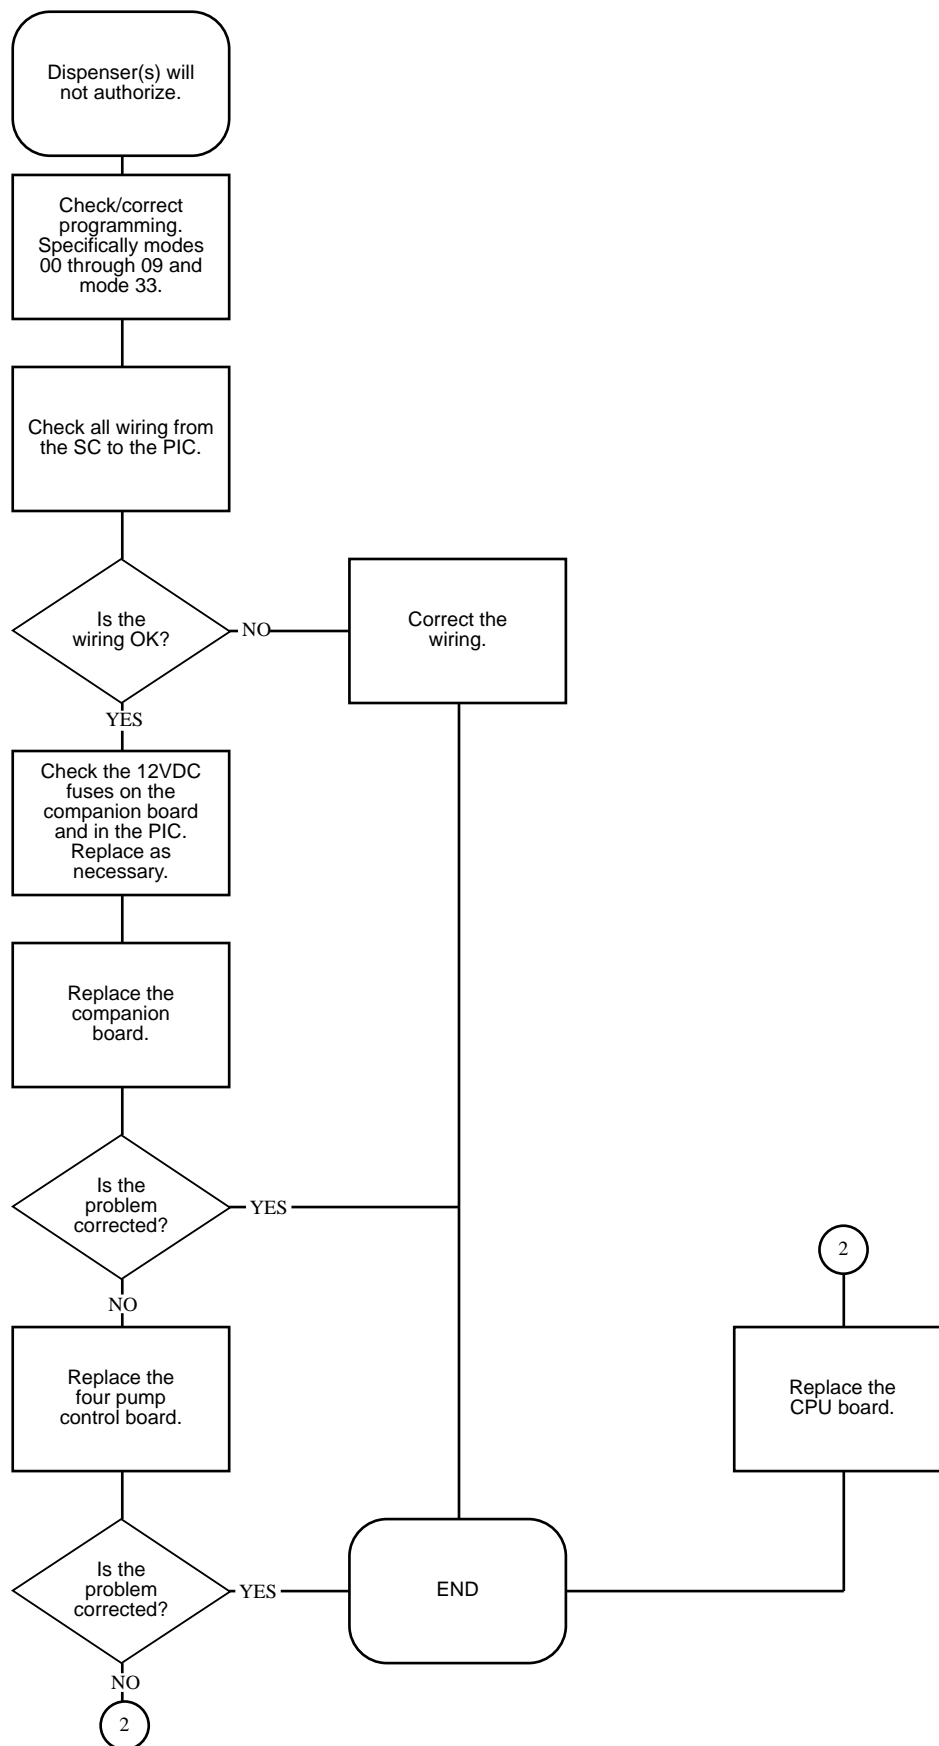 Dispenser(s) will
not authorize.
Check/correct
programming.
Specifically modes
00 through 09 and
mode 33.
Check all wiring from
the SC to the PIC.
Is the
wiring OK?
NO
Correct the
wiring.
YES
Check the 12VDC
fuses on the
companion board
and in the PIC.
Replace as
necessary.
Replace the
companion
board.
Is the
problem
corrected?
YES
NO
Replace the
four pump
control board.
Is the
problem
corrected?
YES
END
NO
2
2
Replace the
CPU board.